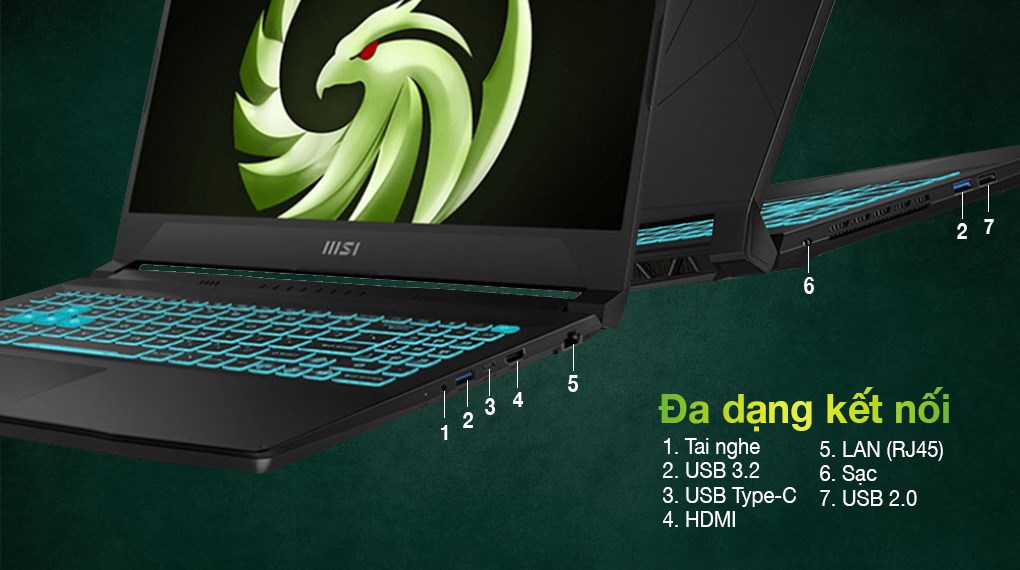 msi
2
7
6
5
4
3
2
1
Đa dạng kết nối
1. Tai nghe
2. USB 3.2
3. USB Type-C
4. HDMI
5. LAN (RJ45)
6. Sạc
7. USB 2.0